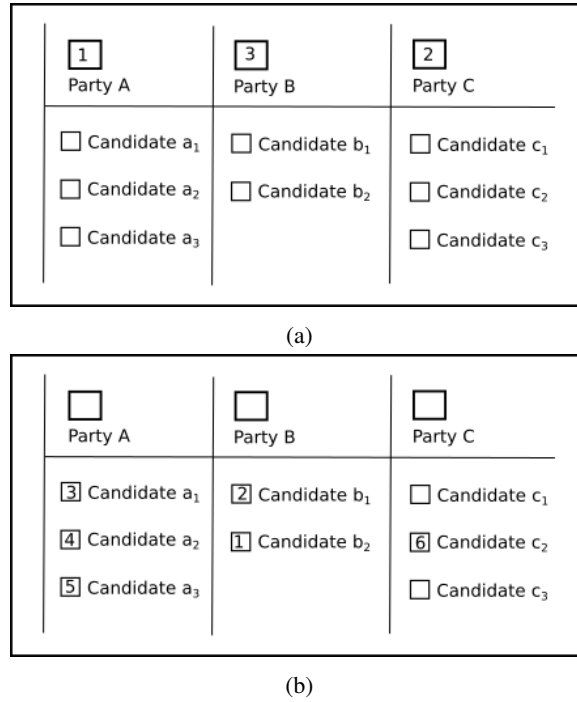 1 3 2
Party A Party B Party C
Candidate a₁ Candidate b₁ Candidate c₁
Candidate a₂ Candidate b₂ Candidate c₂
Candidate a₃ Candidate c₃
(a)
Party A Party B Party C
3 Candidate a₁ 2 Candidate b₁ Candidate c₁
4 Candidate a₂ 1 Candidate b₂ 6 Candidate c₂
5 Candidate a₃ Candidate c₃
(b)